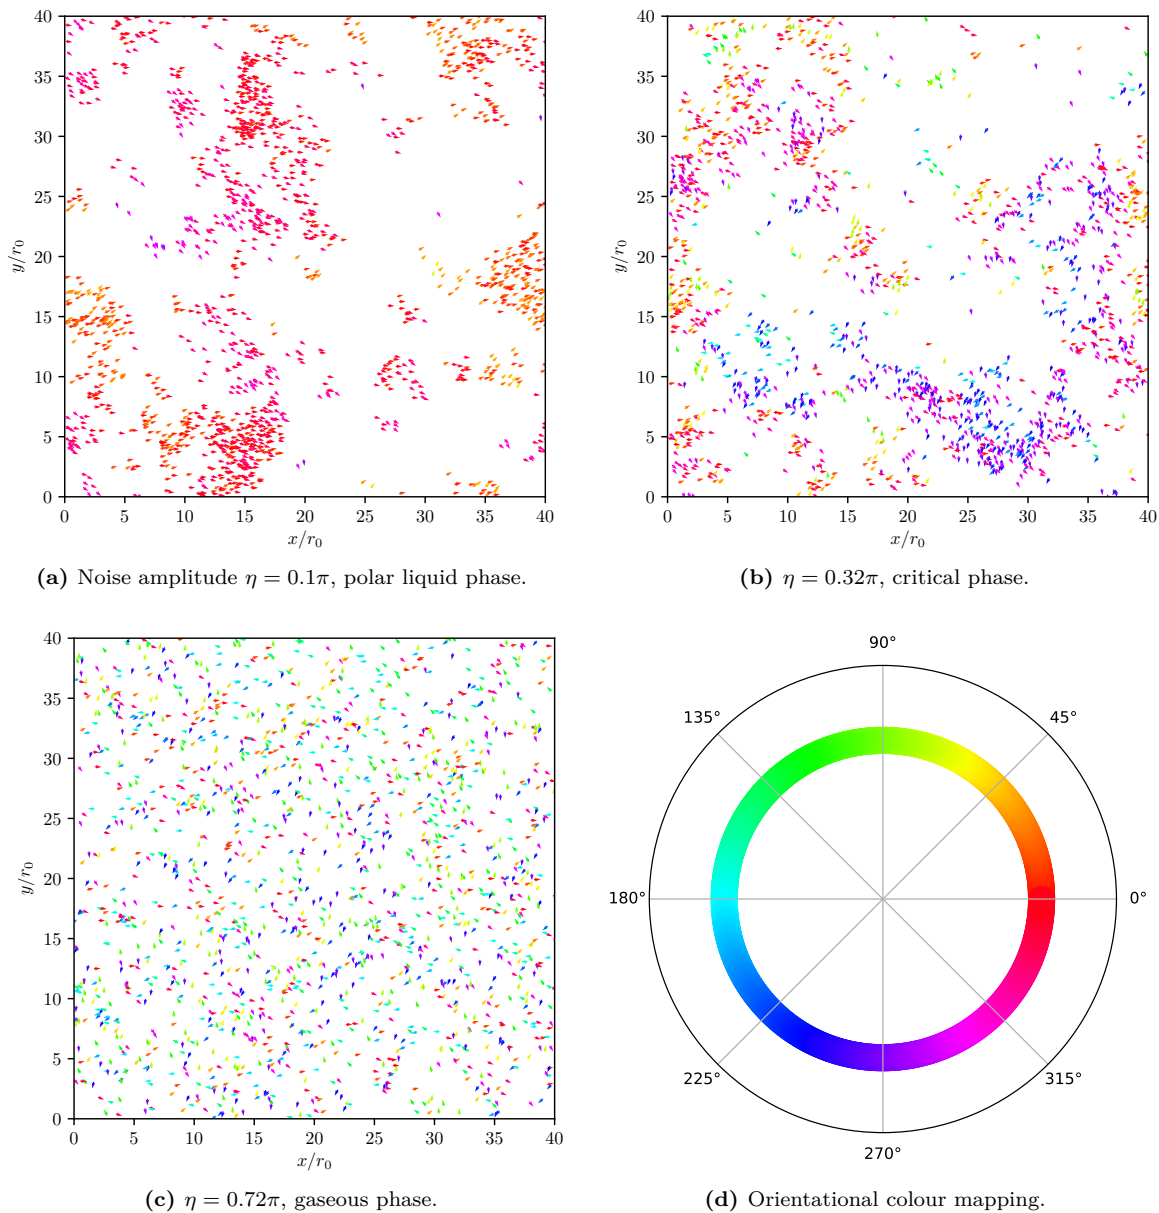 40
35
30
25
20
15
10
5
0
y/r₀
0 5 10 15 20 25 30 35 40
x/r₀
(a) Noise amplitude η = 0.1π, polar liquid phase.
40
35
30
25
20
15
10
5
0
y/r₀
0 5 10 15 20 25 30 35 40
x/r₀
(b) η = 0.32π, critical phase.
40
35
30
25
20
15
10
5
0
y/r₀
0 5 10 15 20 25 30 35 40
x/r₀
(c) η = 0.72π, gaseous phase.
90°
135° 45°
180° 0°
225° 315°
270°
(d) Orientational colour mapping.